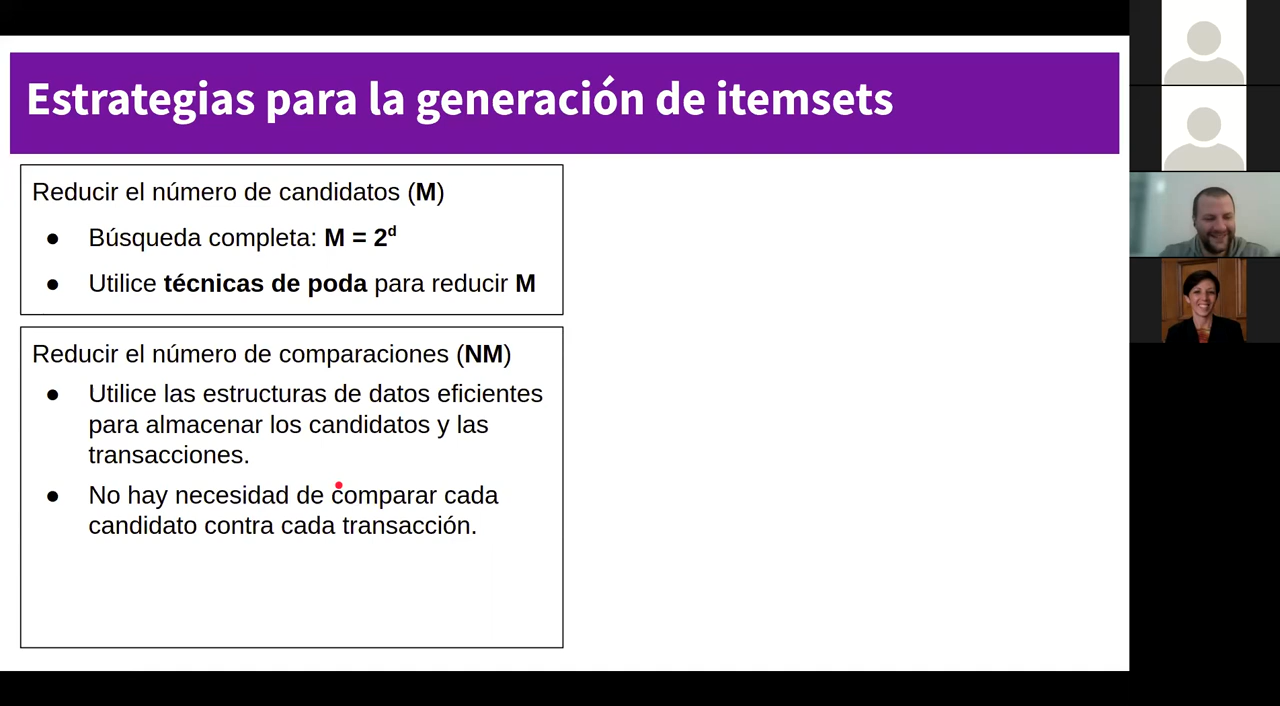 Estrategias para la generación de itemsets
Reducir el número de candidatos (M)
● Búsqueda completa: M = 2ᵈ
● Utilice técnicas de poda para reducir M
Reducir el número de comparaciones (NM)
● Utilice las estructuras de datos eficientes
para almacenar los candidatos y las
transacciones.
● No hay necesidad de comparar cada
candidato contra cada transacción.